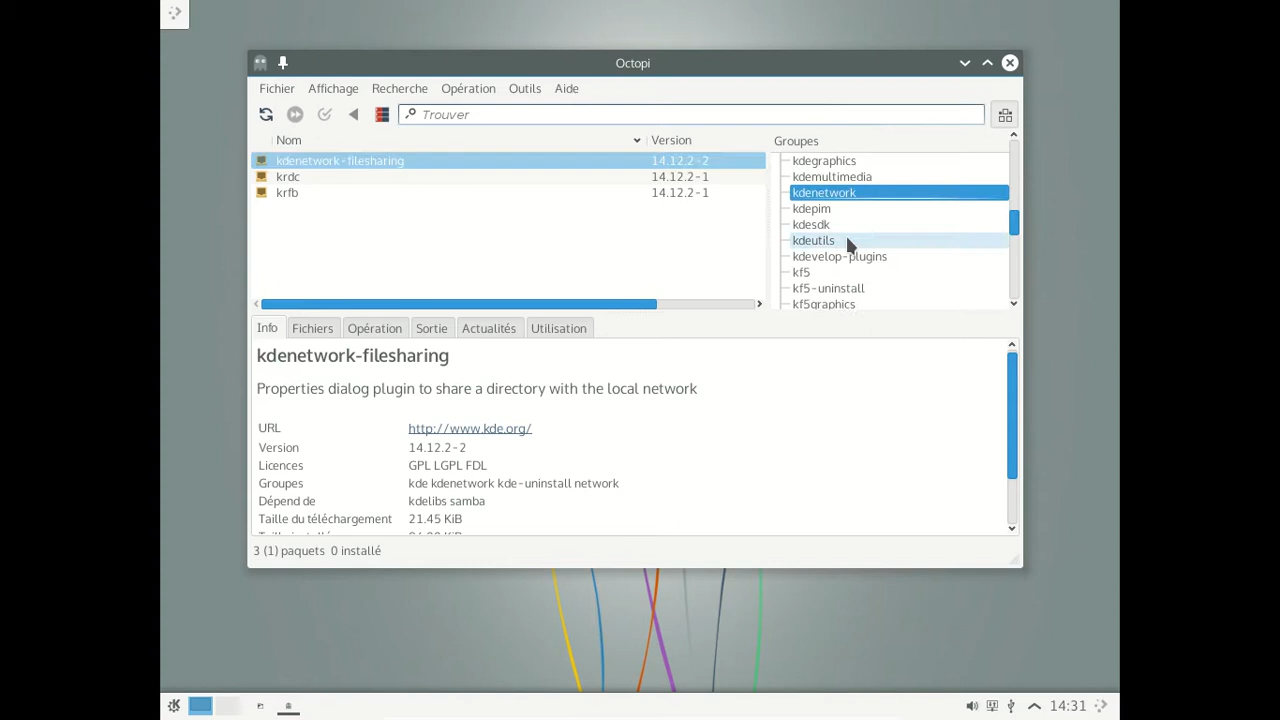 Octopi
Fichier Affichage Recherche Opération Outils Aide
Trouver
Nom Version
kdenetwork-filesharing 14.12.2-2
krdc 14.12.2-1
krfb 14.12.2-1
Groupes
kdegraphics
kdemultimedia
kdenetwork
kdepim
kdesdk
kdeutils
kdevelop-plugins
kf5
kf5-uninstall
kf5graphics
Info Fichiers Opération Sortie Actualités Utilisation
kdenetwork-filesharing
Properties dialog plugin to share a directory with the local network
URL http://www.kde.org/
Version 14.12.2-2
Licences GPL LGPL FDL
Groupes kde kdenetwork kde-uninstall network
Dépend de kdelibs samba
Taille du téléchargement 21.45 KiB
3 (1) paquets 0 installé
14:31